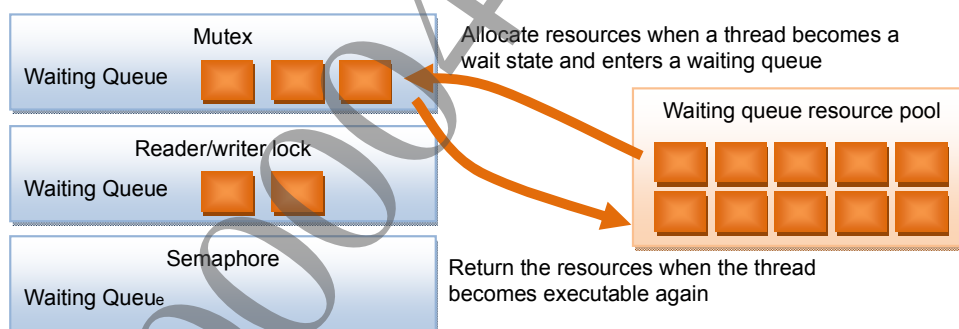 Mutex
Waiting Queue
Allocate resources when a thread becomes a
wait state and enters a waiting queue
Waiting queue resource pool
Reader/writer lock
Waiting Queue
Semaphore
Waiting Queue
Return the resources when the thread
becomes executable again